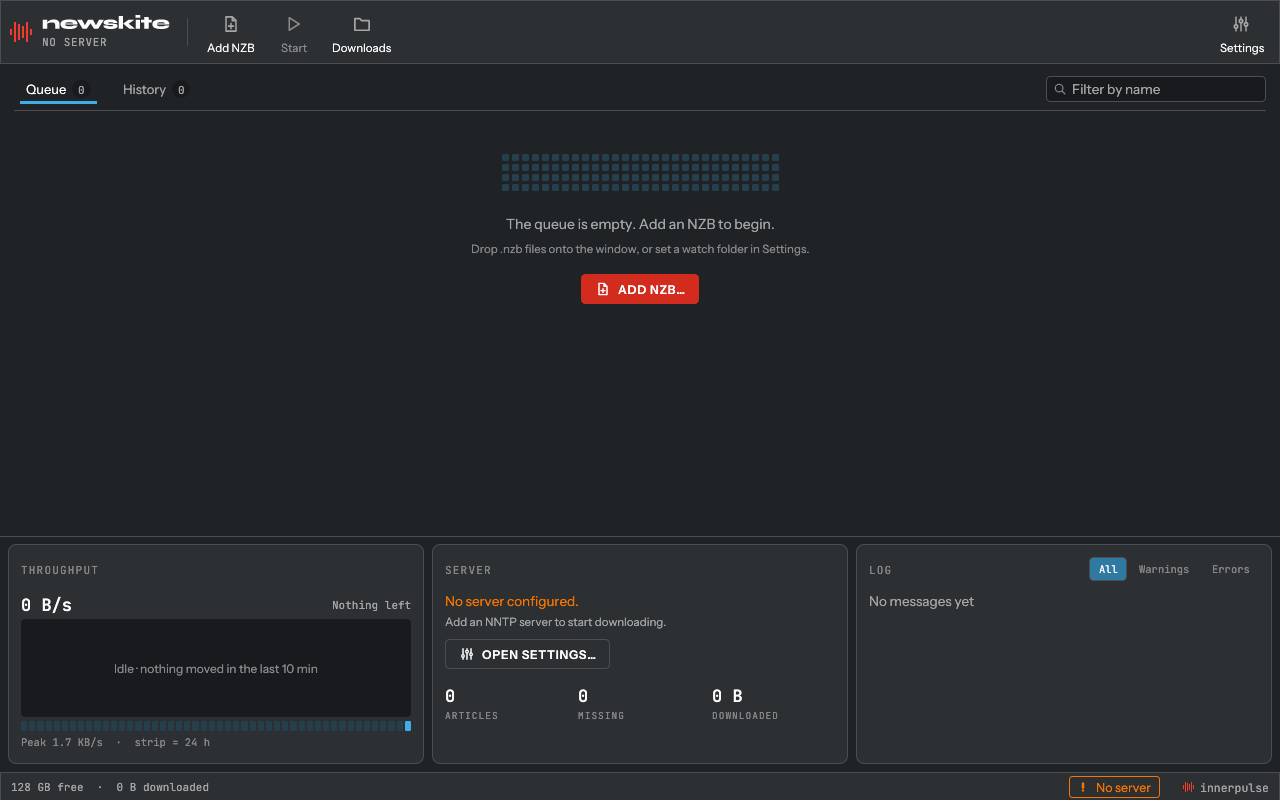 newskite
NO SERVER
Add NZB
Start
Downloads
Settings
Queue 0
History 0
Filter by name
The queue is empty. Add an NZB to begin.
Drop .nzb files onto the window, or set a watch folder in Settings.
ADD NZB…
THROUGHPUT
0 B/s
Nothing left
Idle · nothing moved in the last 10 min
Peak 1.7 KB/s · strip = 24 h
SERVER
No server configured.
Add an NNTP server to start downloading.
OPEN SETTINGS…
0 0 0 B
ARTICLES MISSING DOWNLOADED
LOG
All Warnings Errors
No messages yet
128 GB free · 0 B downloaded
! No server
innerpulse